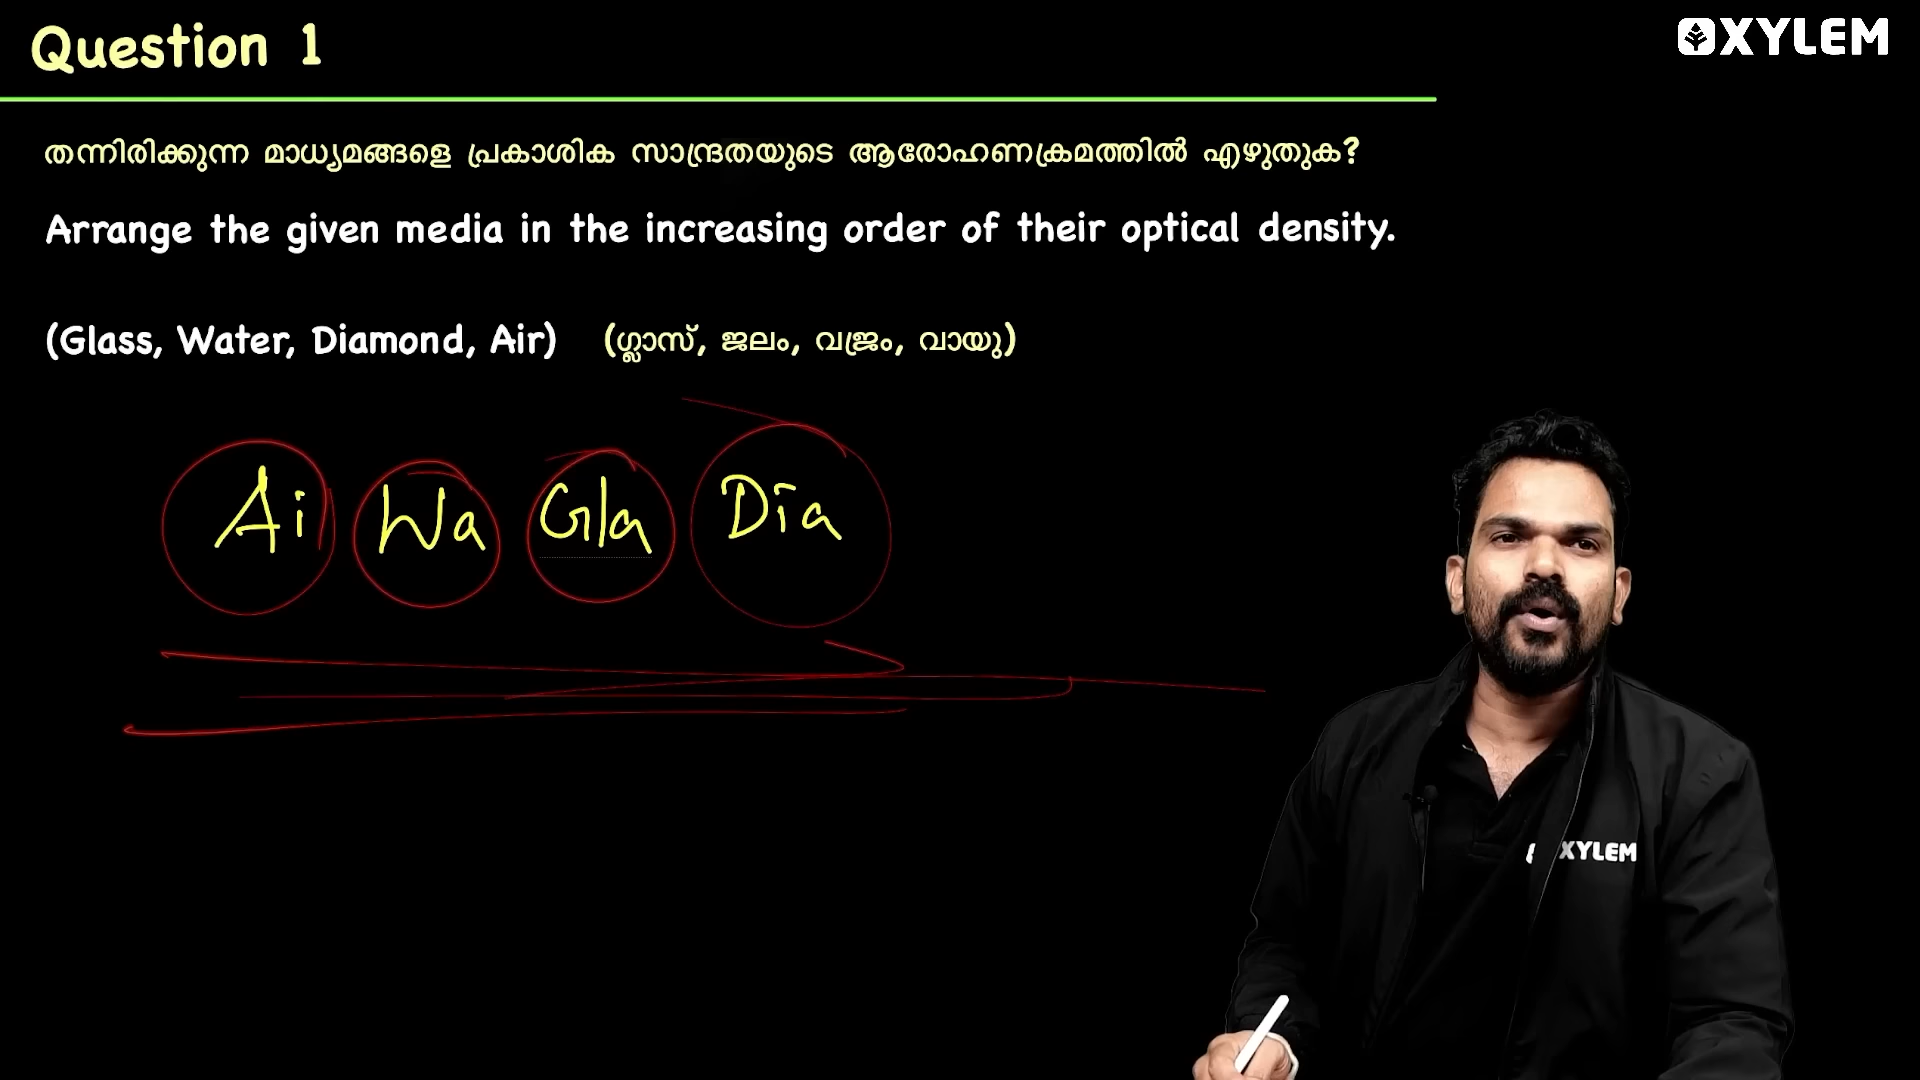 Question 1
XYLEM
തന്നിരിക്കുന്ന മാധ്യമങ്ങളെ പ്രകാശിക സാന്ദ്രതയുടെ ആരോഹണക്രമത്തിൽ എഴുതുക?
Arrange the given media in the increasing order of their optical density.
(Glass, Water, Diamond, Air) (ഗ്ലാസ്, ജലം, വജ്രം, വായു)
Ai Wa Gla Dia
XYLEM